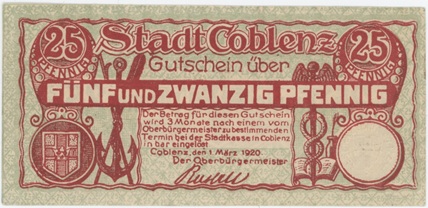 25 Stadt Coblenz 25
PFENNIG Gutschein über PFENNIG
FÜNF UND ZWANZIG PFENNIG
Der Betrag für diesen Gutschein
wird 3 Monate nach einem vom
Oberbürgermeister zu bestimmenden
Termin bei der Stadtkasse in Coblenz
in bar eingelöst
Coblenz, den 1 März 1920.
Der Oberbürgermeister